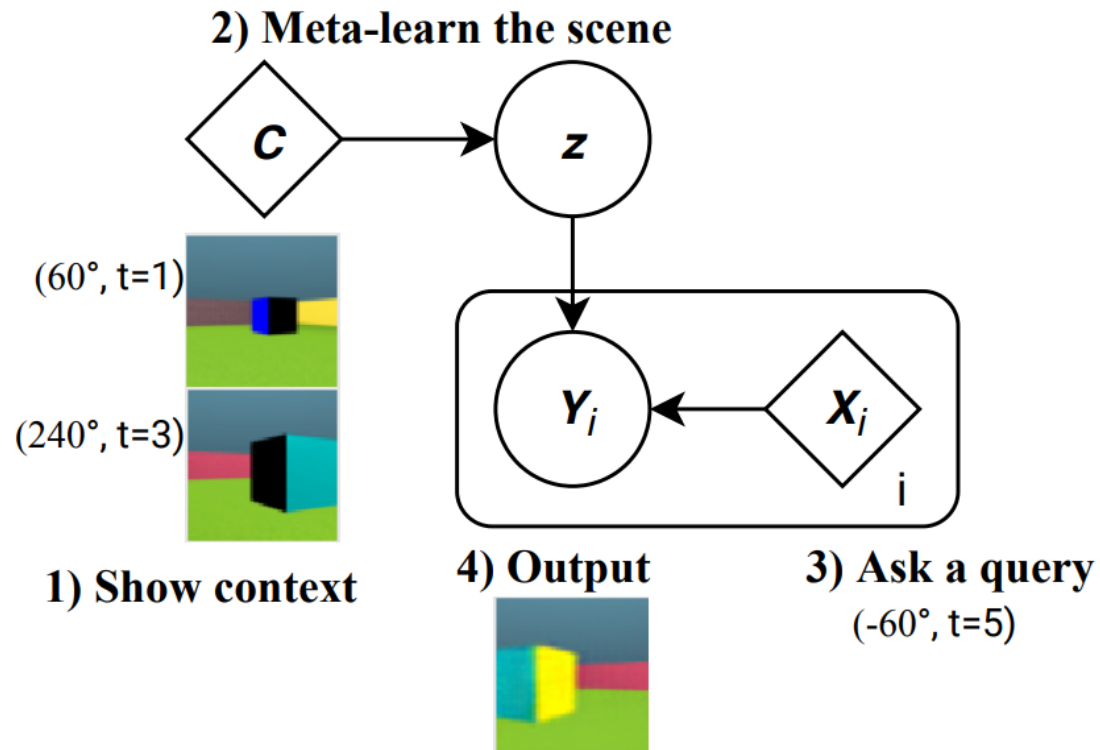 2) Meta-learn the scene
C
z
(60°, t=1)
(240°, t=3)
Yi
Xi
i
1) Show context
4) Output
3) Ask a query
(-60°, t=5)